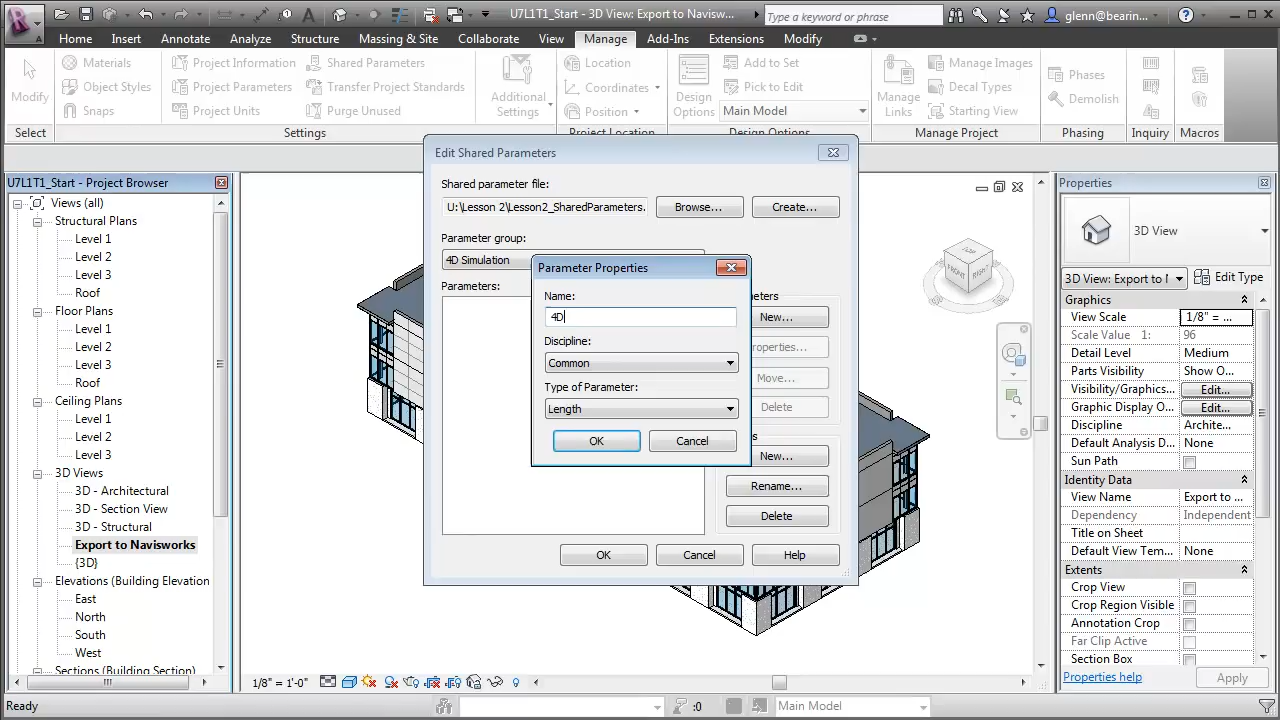 U7L1T1_Start - 3D View: Export to Navisw...
Type a keyword or phrase
glenn@bearin...
Home Insert Annotate Analyze Structure Massing & Site Collaborate View Manage Add-Ins Extensions Modify
Modify
Materials
Object Styles
Snaps
Project Information
Project Parameters
Project Units
Shared Parameters
Transfer Project Standards
Purge Unused
Additional
Settings
Location
Coordinates
Position
Design
Options
Add to Set
Pick to Edit
Main Model
Manage
Links
Manage Images
Decal Types
Starting View
Phases
Demolish
Select Settings Project Location Design Options Manage Project Phasing Inquiry Macros
U7L1T1_Start - Project Browser
Views (all)
Structural Plans
Level 1
Level 2
Level 3
Roof
Floor Plans
Level 1
Level 2
Level 3
Roof
Ceiling Plans
Level 1
Level 2
Level 3
3D Views
3D - Architectural
3D - Section View
3D - Structural
Export to Navisworks
{3D}
Elevations (Building Elevation
East
North
South
West
Sections (Building Section)
Edit Shared Parameters
Shared parameter file:
U:\Lesson 2\Lesson2_SharedParameters.
Browse...
Create...
Parameter group:
4D Simulation
Parameters:
meters
New...
roperties...
Move...
Delete
s
New...
Rename...
Delete
OK
Cancel
Help
Parameter Properties
Name:
4D
Discipline:
Common
Type of Parameter:
Length
OK
Cancel
TOP
FRONT
RIGHT
Properties
3D View
3D View: Export to N
Edit Type
Graphics
View Scale 1/8" = ...
Scale Value 1: 96
Detail Level Medium
Parts Visibility Show O...
Visibility/Graphics... Edit...
Graphic Display O... Edit...
Discipline Archite...
Default Analysis D... None
Sun Path
Identity Data
View Name Export to ...
Dependency Independent
Title on Sheet
Default View Tem... None
Extents
Crop View
Crop Region Visible
Annotation Crop
Far Clip Active
Section Box
Properties help
Apply
1/8" = 1'-0"
Ready
:0
Main Model